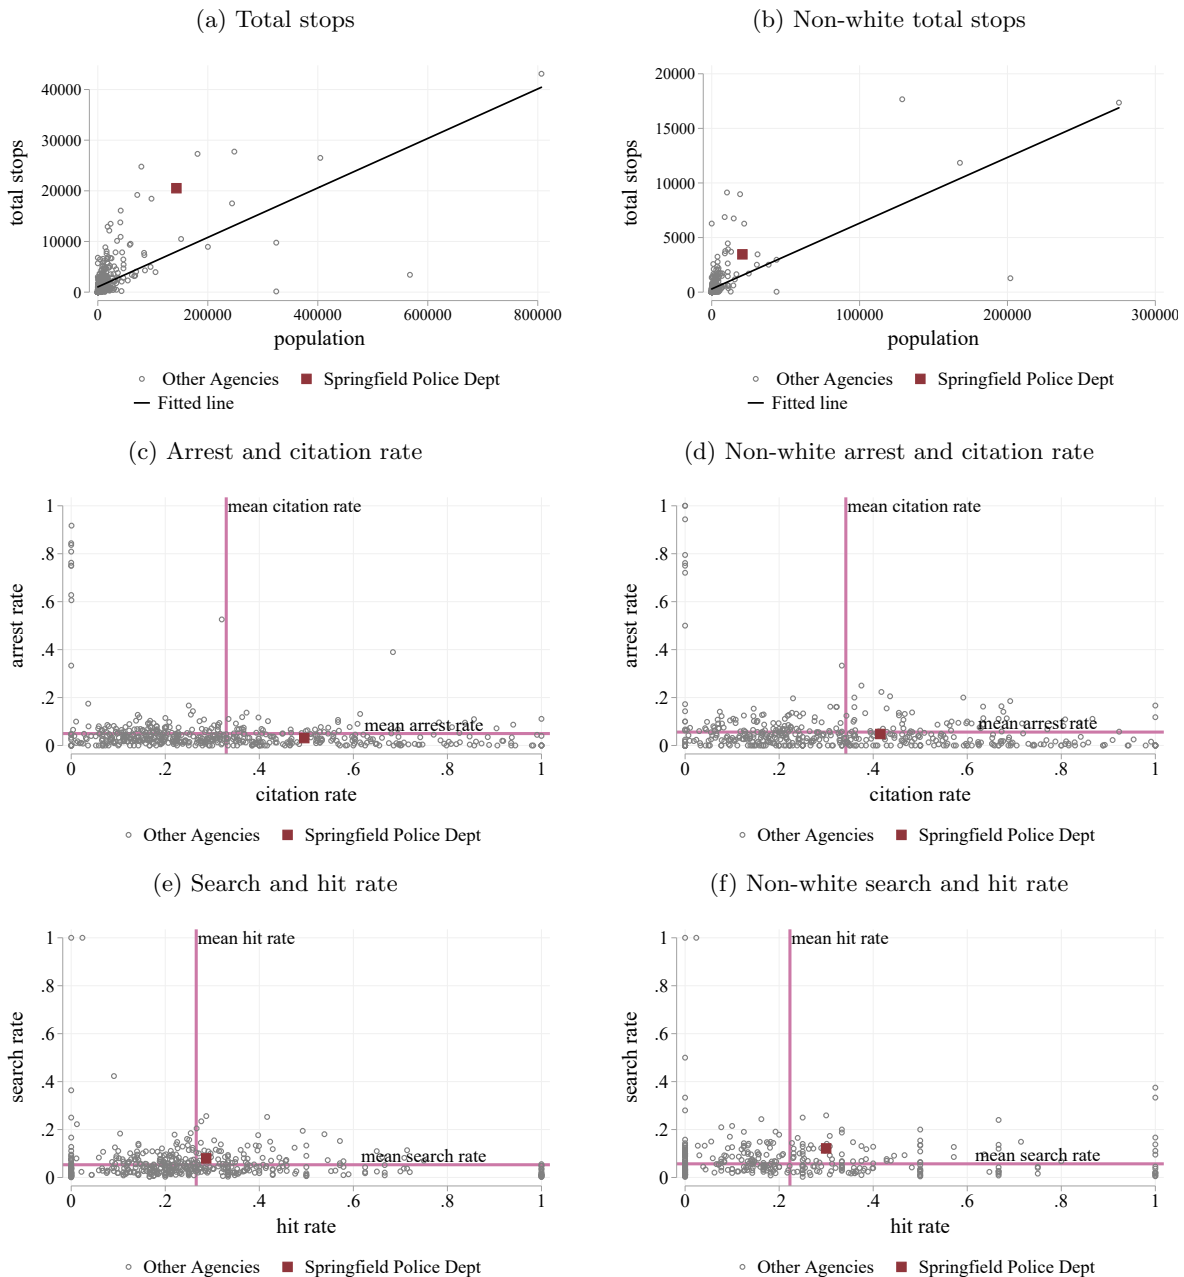 (a) Total stops
(b) Non-white total stops
total stops
40000
30000
20000
10000
0
0
200000
400000
600000
800000
population
Other Agencies
Springfield Police Dept
Fitted line
total stops
20000
15000
10000
5000
0
0
100000
200000
300000
population
Other Agencies
Springfield Police Dept
Fitted line
(c) Arrest and citation rate
(d) Non-white arrest and citation rate
arrest rate
1
.8
.6
.4
.2
0
mean citation rate
mean arrest rate
0
.2
.4
.6
.8
1
citation rate
Other Agencies
Springfield Police Dept
arrest rate
1
.8
.6
.4
.2
0
mean citation rate
mean arrest rate
0
.2
.4
.6
.8
1
citation rate
Other Agencies
Springfield Police Dept
(e) Search and hit rate
(f) Non-white search and hit rate
search rate
1
.8
.6
.4
.2
0
mean hit rate
mean search rate
0
.2
.4
.6
.8
1
hit rate
Other Agencies
Springfield Police Dept
search rate
1
.8
.6
.4
.2
0
mean hit rate
mean search rate
0
.2
.4
.6
.8
1
hit rate
Other Agencies
Springfield Police Dept